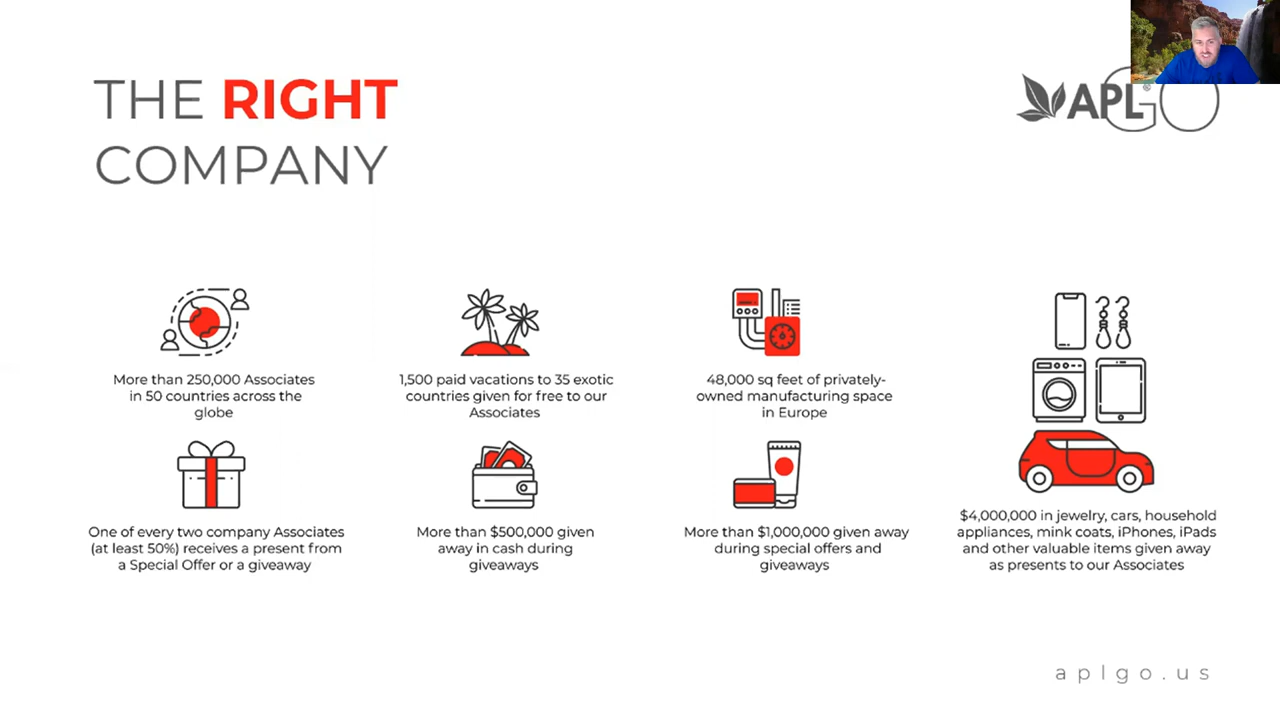 THE RIGHT
COMPANY
APL®
GO
More than 250,000 Associates
in 50 countries across the
globe
1,500 paid vacations to 35 exotic
countries given for free to our
Associates
48,000 sq feet of privately-
owned manufacturing space
in Europe
One of every two company Associates
(at least 50%) receives a present from
a Special Offer or a giveaway
More than $500,000 given
away in cash during
giveaways
More than $1,000,000 given away
during special offers and
giveaways
$4,000,000 in jewelry, cars, household
appliances, mink coats, iPhones, iPads
and other valuable items given away
as presents to our Associates
aplgo.us